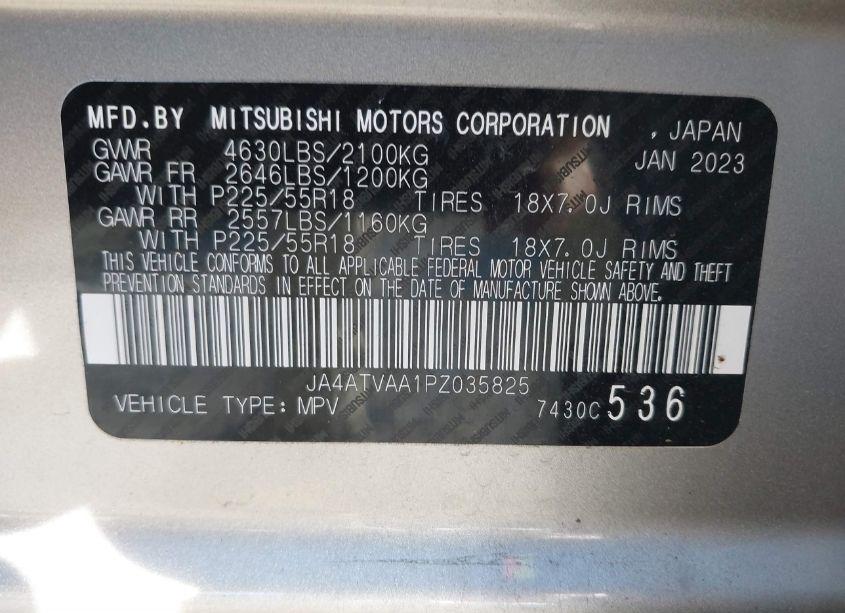 MFD.BY MITSUBISHI MOTORS CORPORATION , JAPAN
GWWR 4630LBS/2100KG JAN 2023
GAWR FR 2646LBS/1200KG
WITH P225/55R18 TIRES 18X7.0J RIMS
GAWR RR 2557LBS/1160KG
WITH P225/55R18 TIRES 18X7.0J RIMS
THIS VEHICLE CONFORMS TO ALL APPLICABLE FEDERAL MOTOR VEHICLE SAFETY AND THEFT
PREVENTION STANDARDS IN EFFECT ON THE DATE OF MANUFACTURE SHOWN ABOVE.
JA4ATVAA1PZ035825
VEHICLE TYPE: MPV 7430C 536